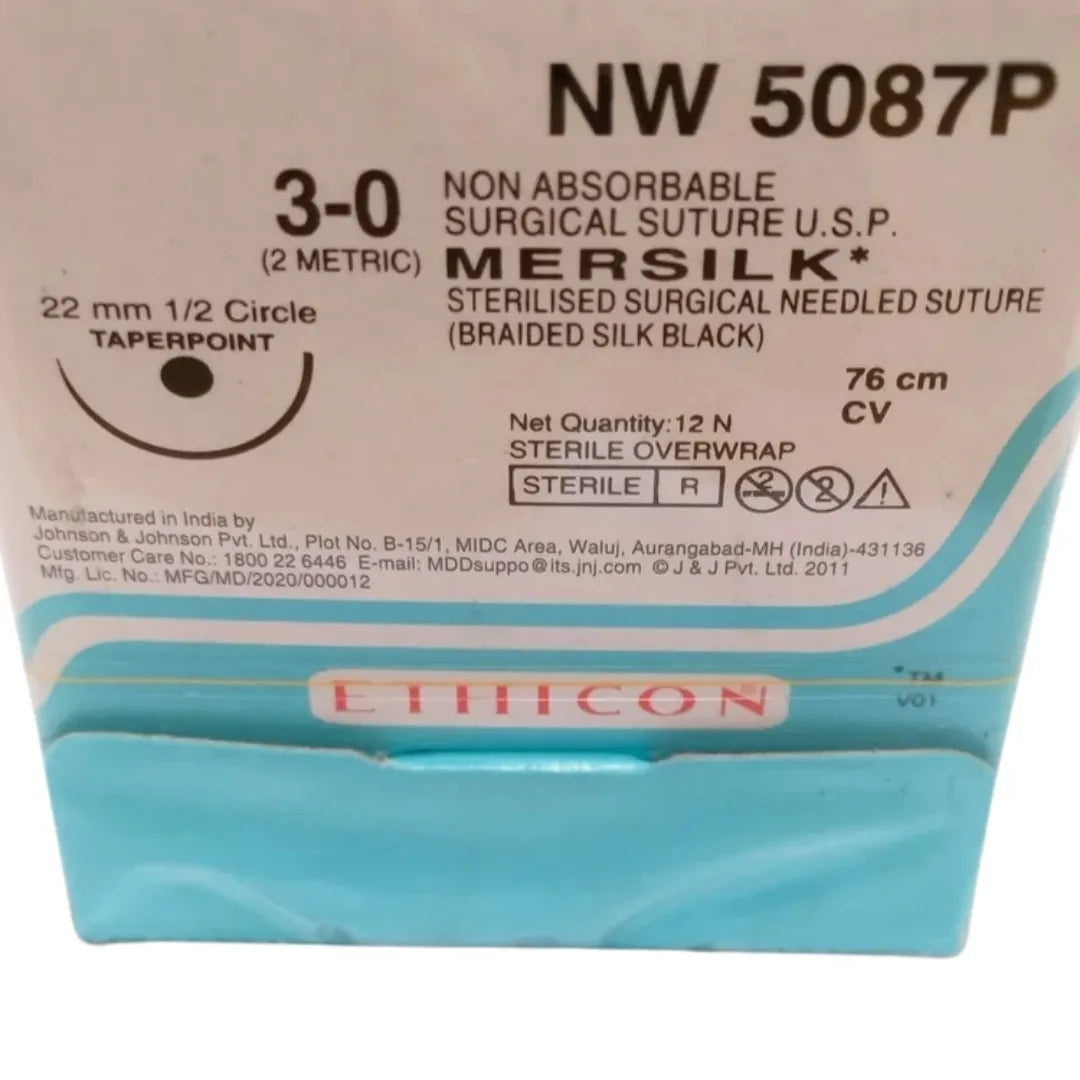 NW 5087P
3-0
(2 METRIC)
NON ABSORBABLE
SURGICAL SUTURE U.S.P.
MERSILK*
STERILISED SURGICAL NEEDLED SUTURE
(BRAIDED SILK BLACK)
22 mm 1/2 Circle
TAPERPOINT
76 cm
CV
Net Quantity:12 N
STERILE OVERWRAP
STERILE R
2 2 !
Manufactured in India by
Johnson & Johnson Pvt. Ltd., Plot No. B-15/1, MIDC Area, Waluj, Aurangabad-MH (India)-431136
Customer Care No.: 1800 22 6446 E-mail: MDDsuppo@its.jnj.com © J & J Pvt. Ltd. 2011
Mfg. Lic. No.: MFG/MD/2020/000012
ETHICON
*TM
V01